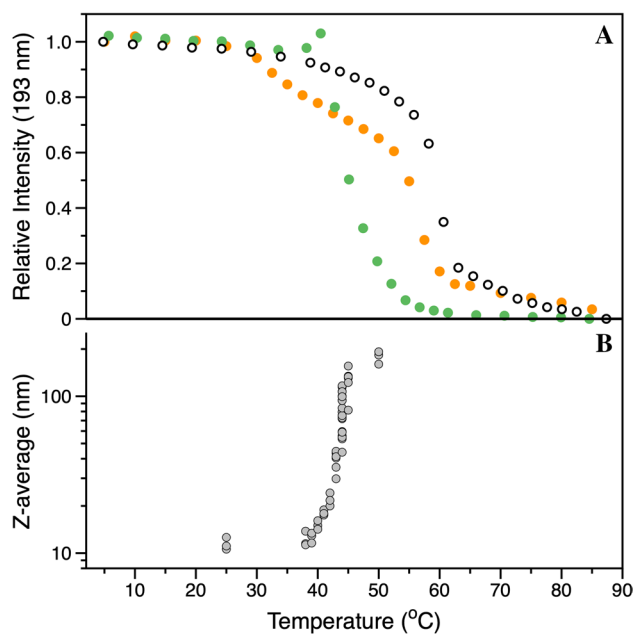 A
Relative Intensity (193 nm)
1.0
0.8
0.6
0.4
0.2
0
B
Z-average (nm)
100
10
10 20 30 40 50 60 70 80 90
Temperature (°C)